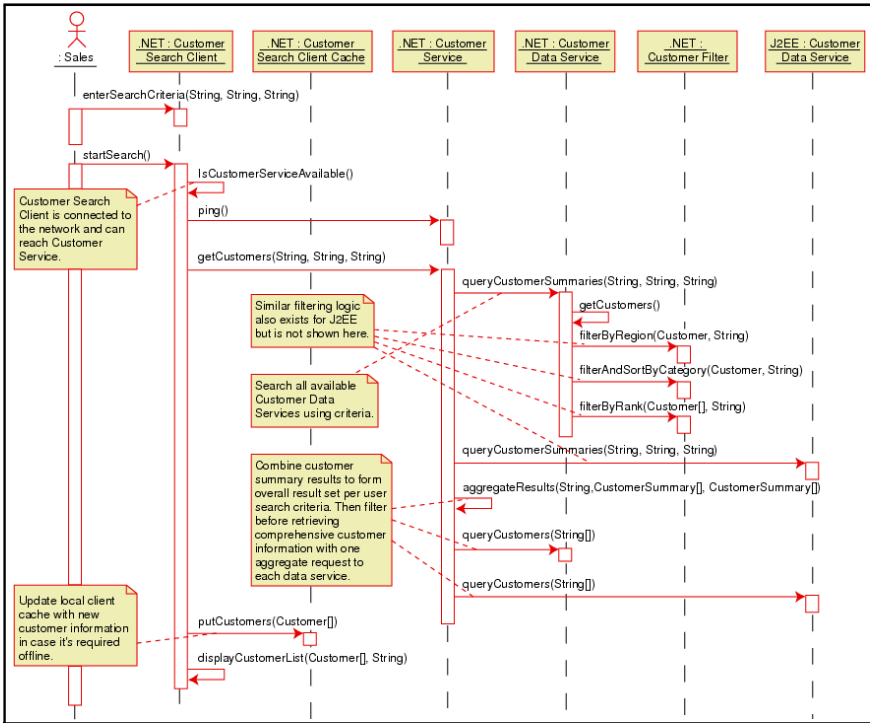 : Sales
.NET : Customer
Search Client
.NET : Customer
Search Client Cache
.NET : Customer
Service
.NET : Customer
Data Service
.NET :
Customer Filter
J2EE : Customer
Data Service
enterSearchCriteria(String, String, String)
startSearch()
IsCustomerServiceAvailable()
Customer Search
Client is connected to
the network and can
reach Customer
Service.
ping()
getCustomers(String, String, String)
queryCustomerSummaries(String, String, String)
getCustomers()
Similar filtering logic
also exists for J2EE
but is not shown here.
filterByRegion(Customer, String)
filterAndSortByCategory(Customer, String)
Search all available
Customer Data
Services using criteria.
filterByRank(Customer[], String)
queryCustomerSummaries(String, String, String)
Combine customer
summary results to form
overall result set per user
search criteria. Then filter
before retrieving
comprehensive customer
information with one
aggregate request to
each data service.
aggregateResults(String,CustomerSummary[], CustomerSummary[])
queryCustomers(String[])
queryCustomers(String[])
Update local client
cache with new
customer information
in case it's required
offline.
putCustomers(Customer[])
displayCustomerList(Customer[], String)